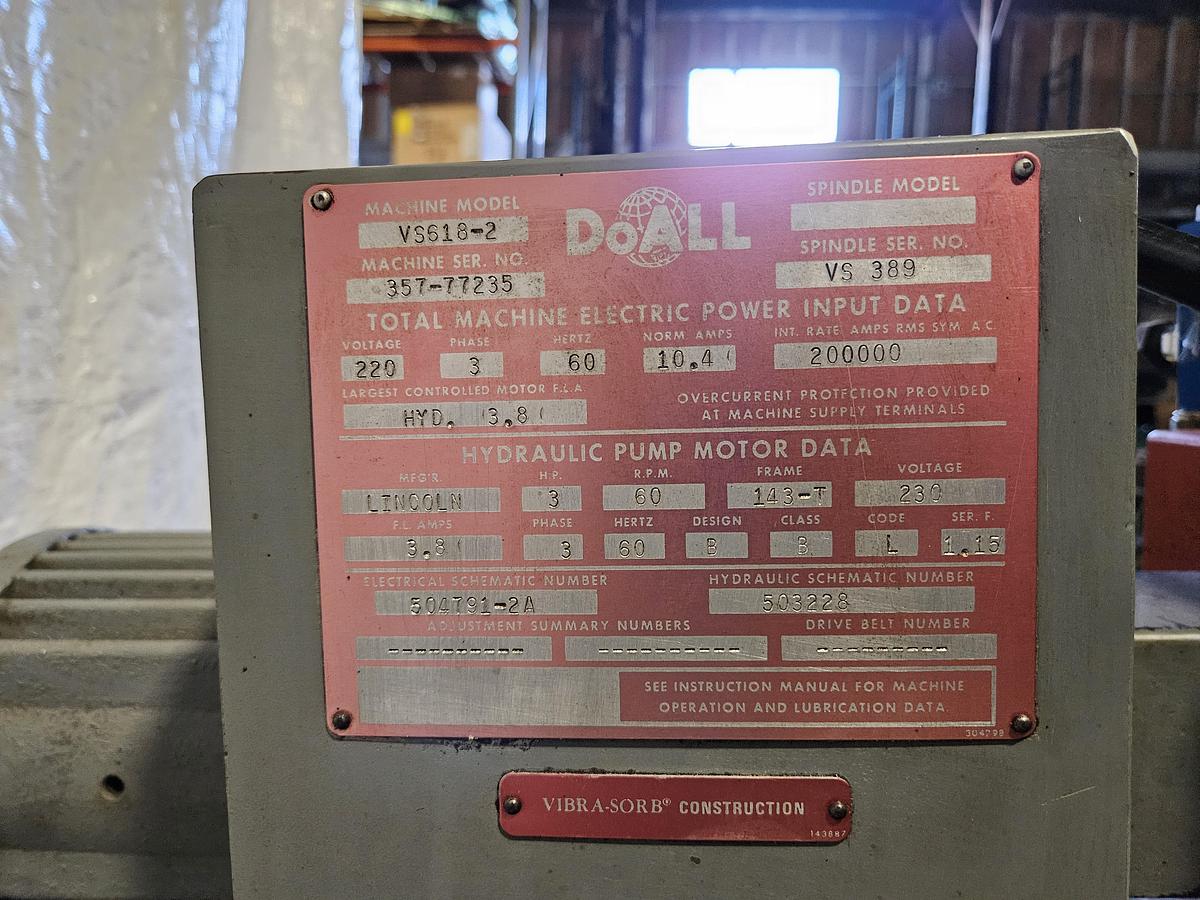 MACHINE MODEL
VS618-2
DOALL
SPINDLE MODEL
MACHINE SER. NO.
357-77235
SPINDLE SER. NO.
VS 389
TOTAL MACHINE ELECTRIC POWER INPUT DATA
VOLTAGE PHASE HERTZ NORM AMPS INT. RATE AMPS RMS SYM A.C.
220 3 60 10.4 200000
LARGEST CONTROLLED MOTOR F.L.A.
HYD. 3.8
OVERCURRENT PROTECTION PROVIDED
AT MACHINE SUPPLY TERMINALS
HYDRAULIC PUMP MOTOR DATA
MFG'R. H.P. R.P.M. FRAME VOLTAGE
LINCOLN 3 60 143-T 230
F.L. AMPS PHASE HERTZ DESIGN CLASS CODE SER. F.
3.8 3 60 B B L 1.15
ELECTRICAL SCHEMATIC NUMBER HYDRAULIC SCHEMATIC NUMBER
504791-2A 503228
ADJUSTMENT SUMMARY NUMBERS DRIVE BELT NUMBER
---------- ---------- ---------
SEE INSTRUCTION MANUAL FOR MACHINE
OPERATION AND LUBRICATION DATA.
304798
VIBRA-SORB® CONSTRUCTION
143887